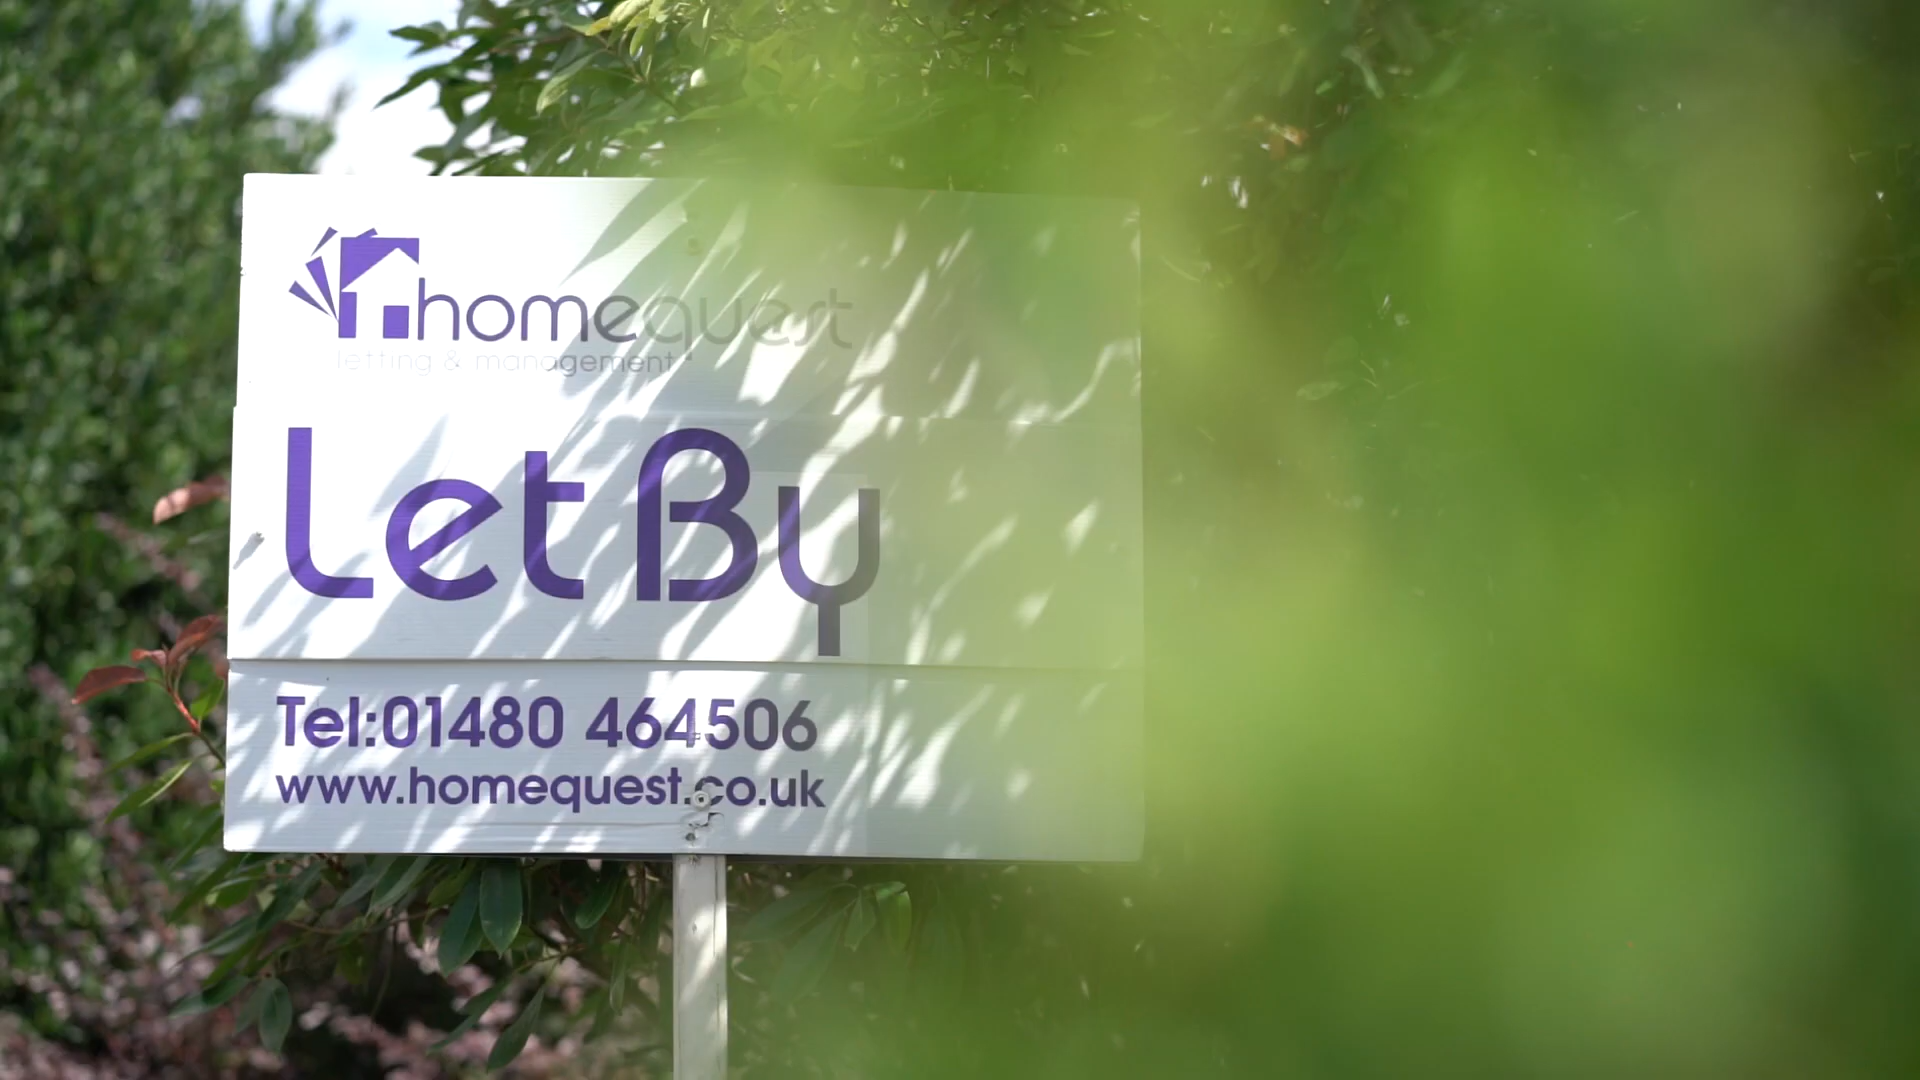 homequest
letting & management
Let By
Tel:01480 464506
www.homequest.co.uk